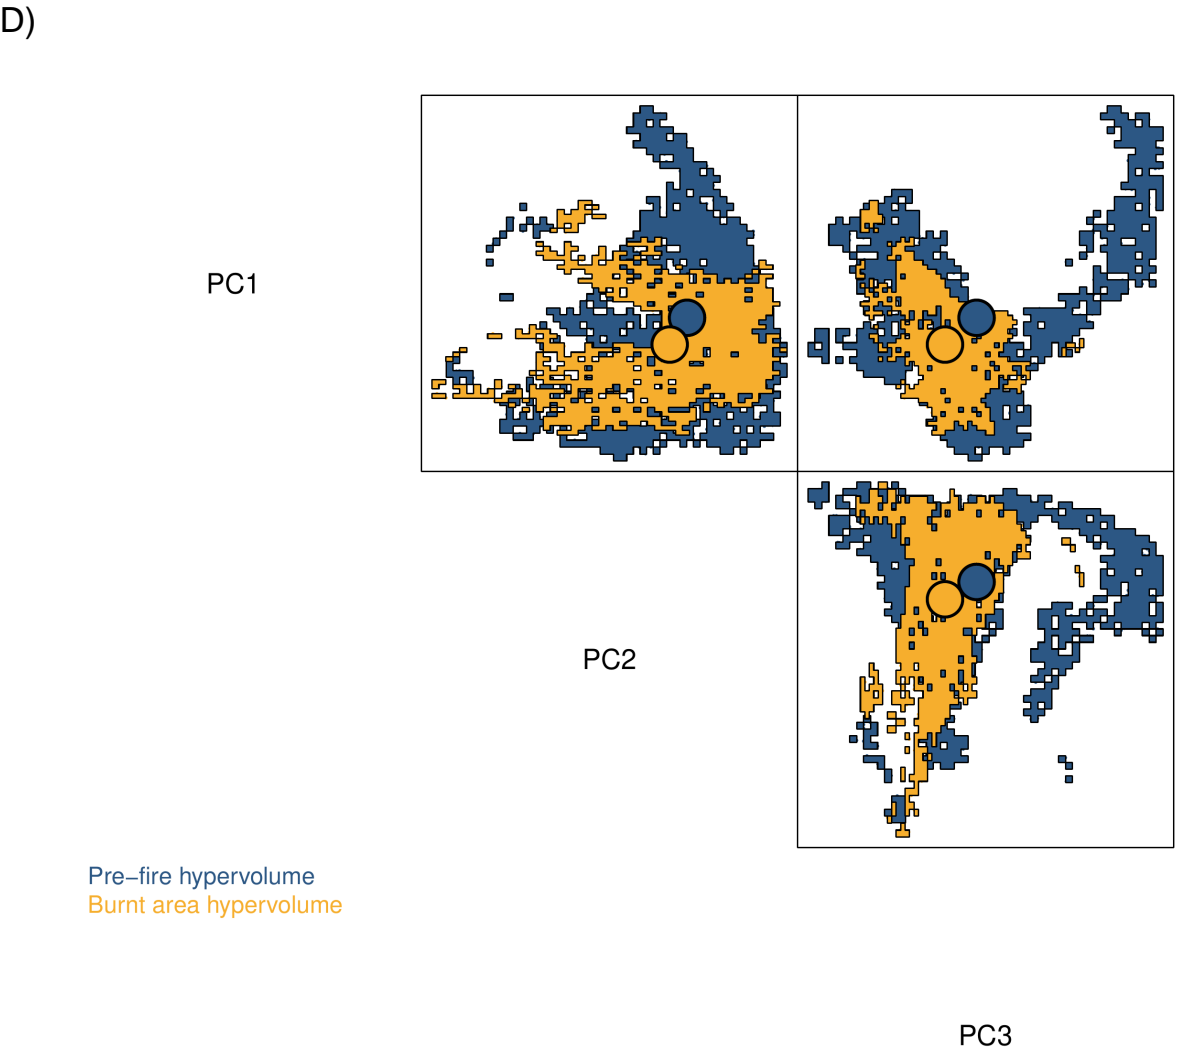 D)
PC1
PC2
Pre−fire hypervolume
Burnt area hypervolume
PC3